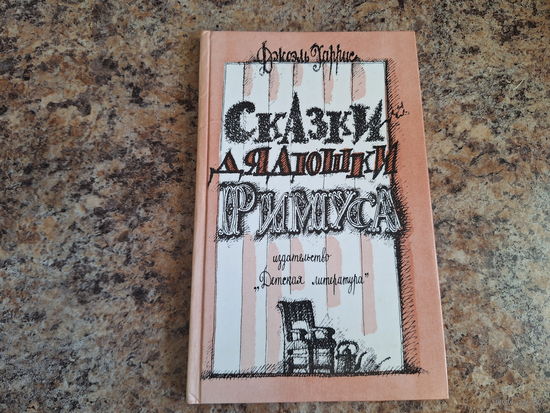 Джоэль Харрис
Сказки
дядюшки
Римуса
издательство
„Детская литература"